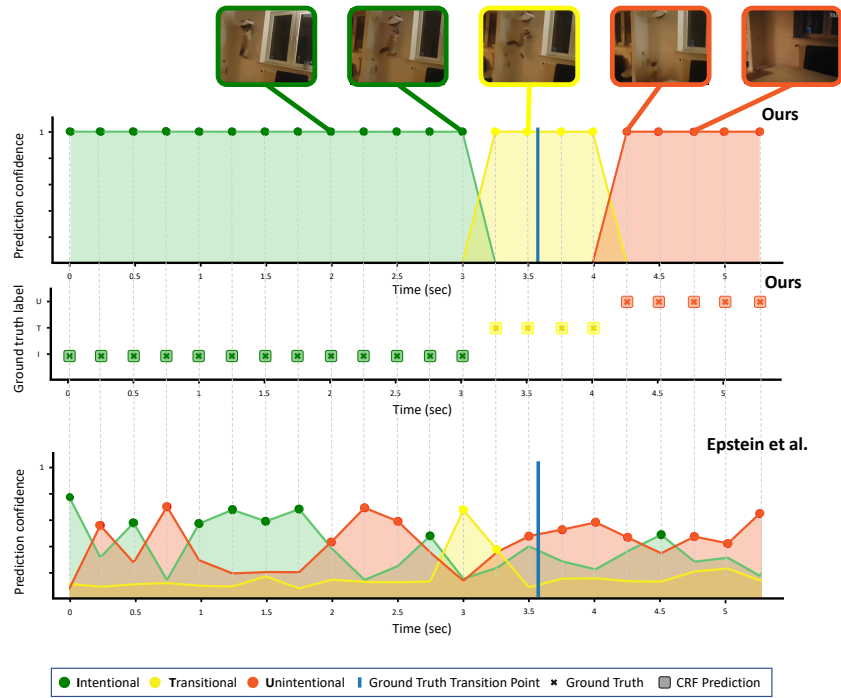 Ours
Prediction confidence
1
0 0.5 1 1.5 2 2.5 3 3.5 4 4.5 5
Time (sec)
Ours
Ground truth label
U
T
I
0 0.5 1 1.5 2 2.5 3 3.5 4 4.5 5
Time (sec)
Epstein et al.
Prediction confidence
1
0 0.5 1 1.5 2 2.5 3 3.5 4 4.5 5
Time (sec)
Intentional Transitional Unintentional Ground Truth Transition Point Ground Truth CRF Prediction